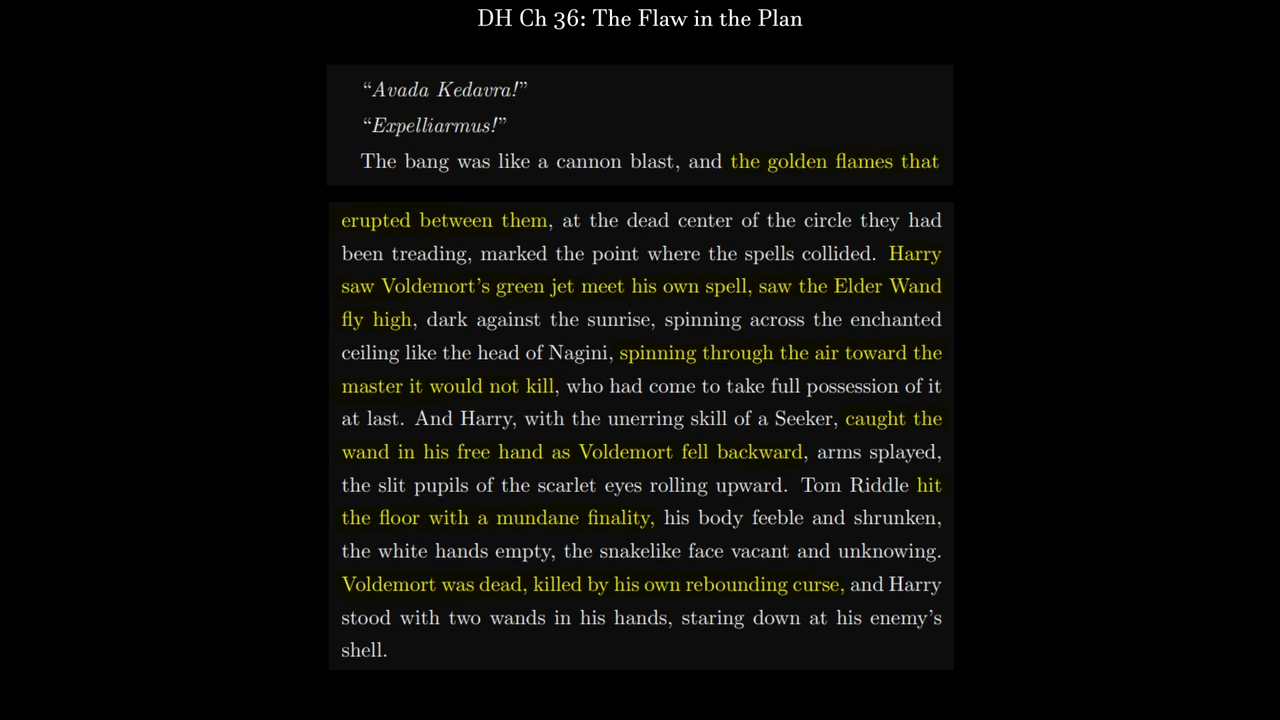 DH Ch 36: The Flaw in the Plan
“Avada Kedavra!”
“Expelliarmus!”
The bang was like a cannon blast, and the golden flames that
erupted between them, at the dead center of the circle they had
been treading, marked the point where the spells collided. Harry
saw Voldemort’s green jet meet his own spell, saw the Elder Wand
fly high, dark against the sunrise, spinning across the enchanted
ceiling like the head of Nagini, spinning through the air toward the
master it would not kill, who had come to take full possession of it
at last. And Harry, with the unerring skill of a Seeker, caught the
wand in his free hand as Voldemort fell backward, arms splayed,
the slit pupils of the scarlet eyes rolling upward. Tom Riddle hit
the floor with a mundane finality, his body feeble and shrunken,
the white hands empty, the snakelike face vacant and unknowing.
Voldemort was dead, killed by his own rebounding curse, and Harry
stood with two wands in his hands, staring down at his enemy’s
shell.